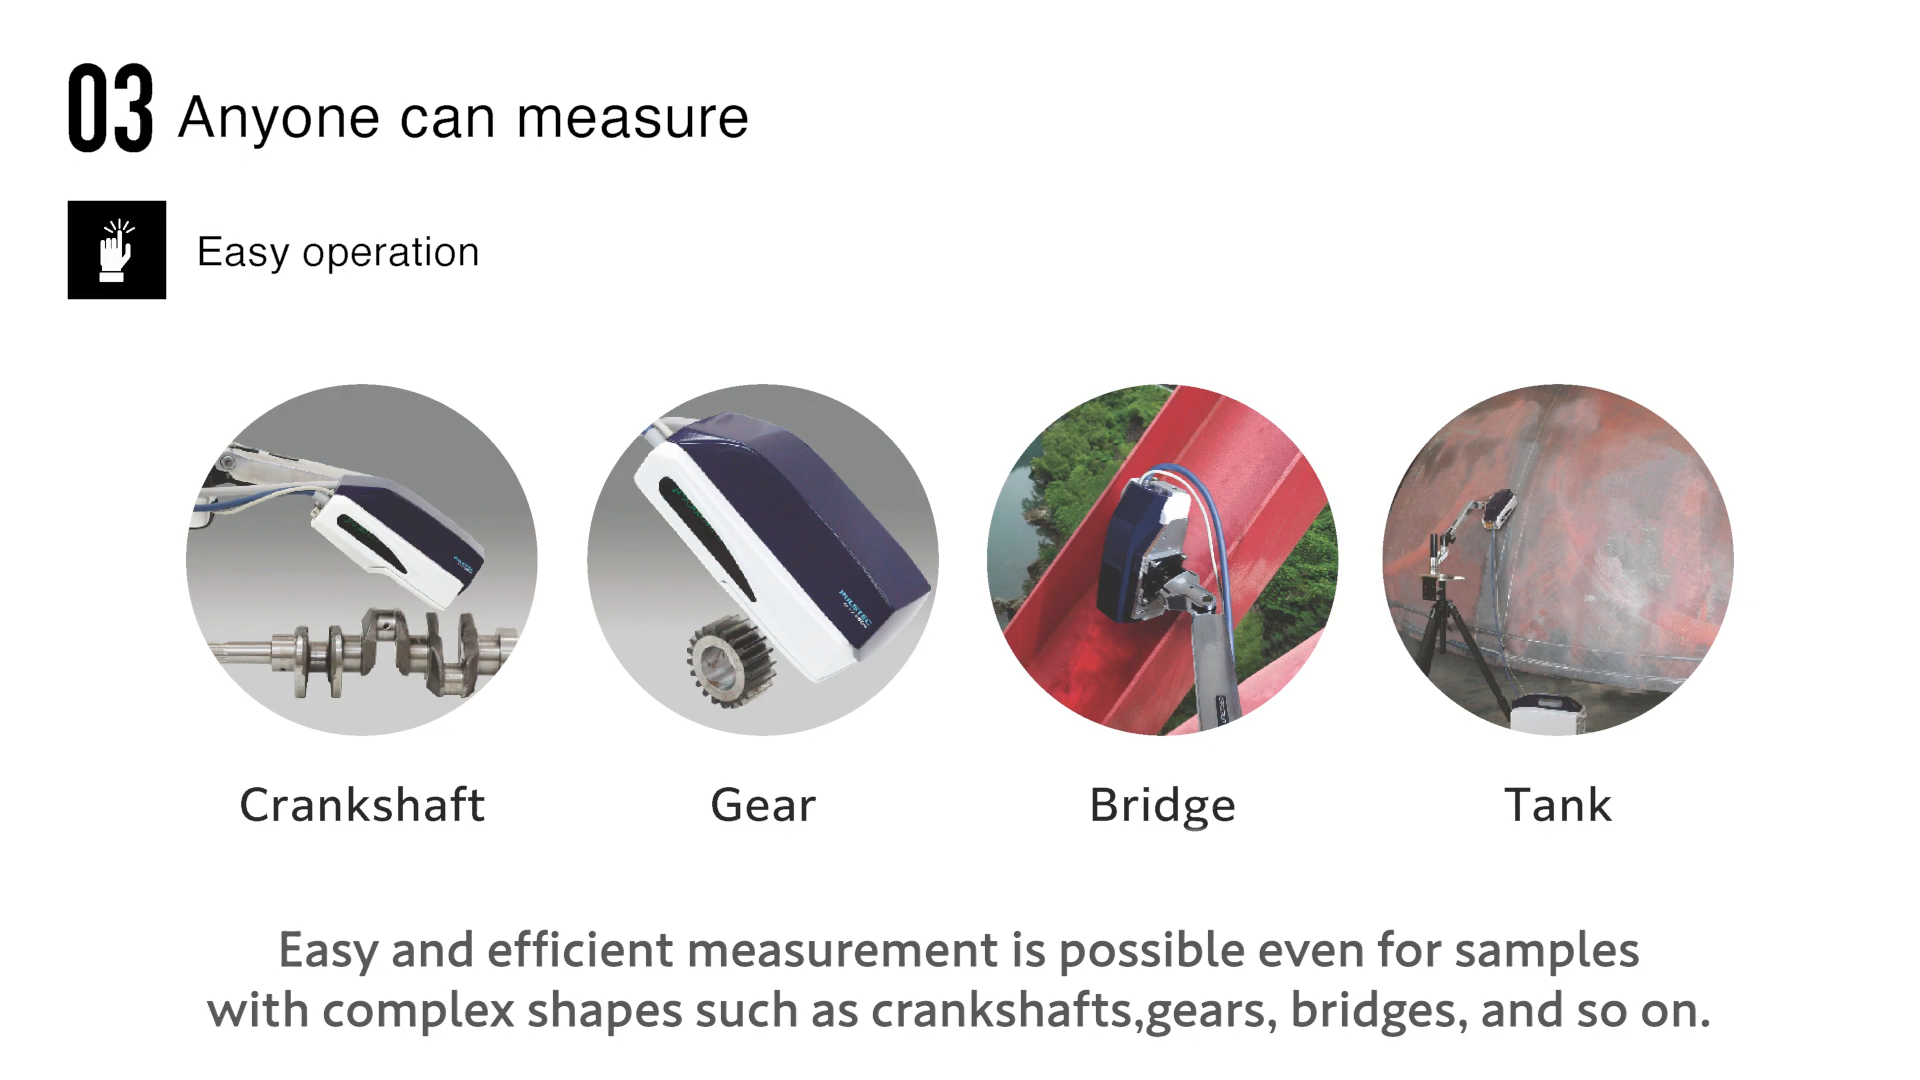 03 Anyone can measure
Easy operation
PULSTEC
Crankshaft
Gear
Bridge
Tank
Easy and efficient measurement is possible even for samples
with complex shapes such as crankshafts,gears, bridges, and so on.